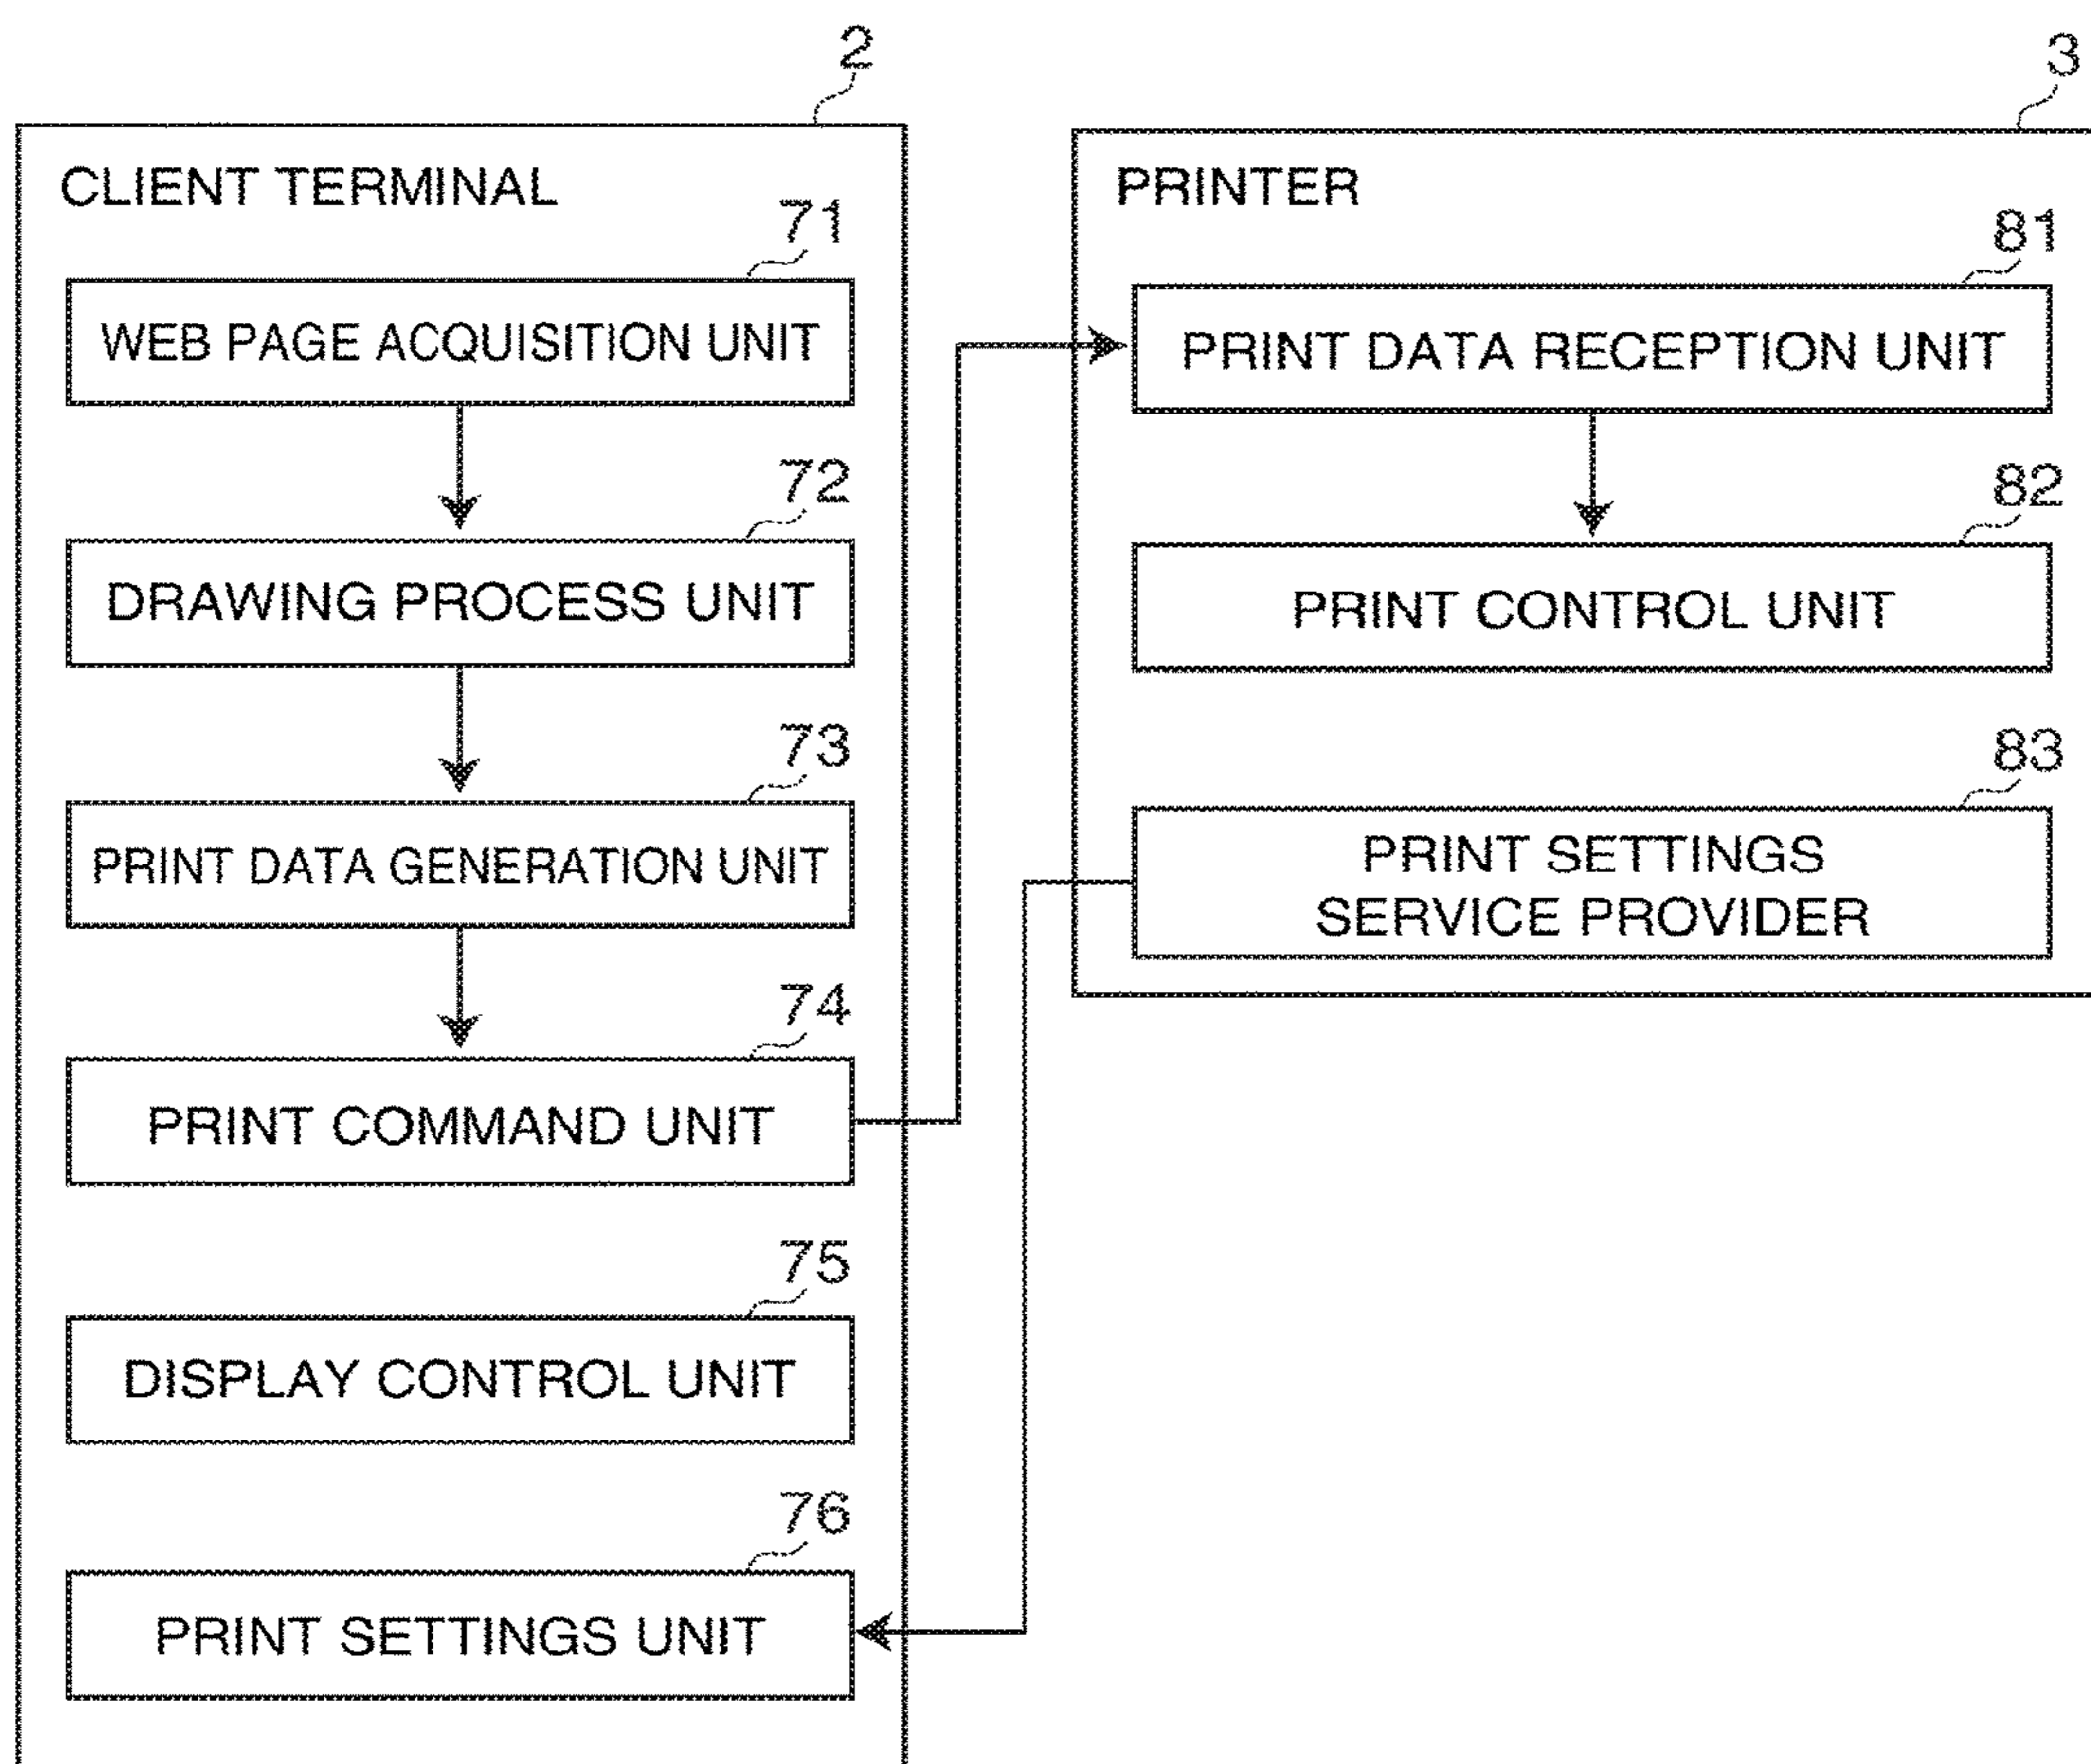 2
CLIENT TERMINAL
71
WEB PAGE ACQUISITION UNIT
72
DRAWING PROCESS UNIT
73
PRINT DATA GENERATION UNIT
74
PRINT COMMAND UNIT
75
DISPLAY CONTROL UNIT
76
PRINT SETTINGS UNIT
3
PRINTER
81
PRINT DATA RECEPTION UNIT
82
PRINT CONTROL UNIT
83
PRINT SETTINGS
SERVICE PROVIDER